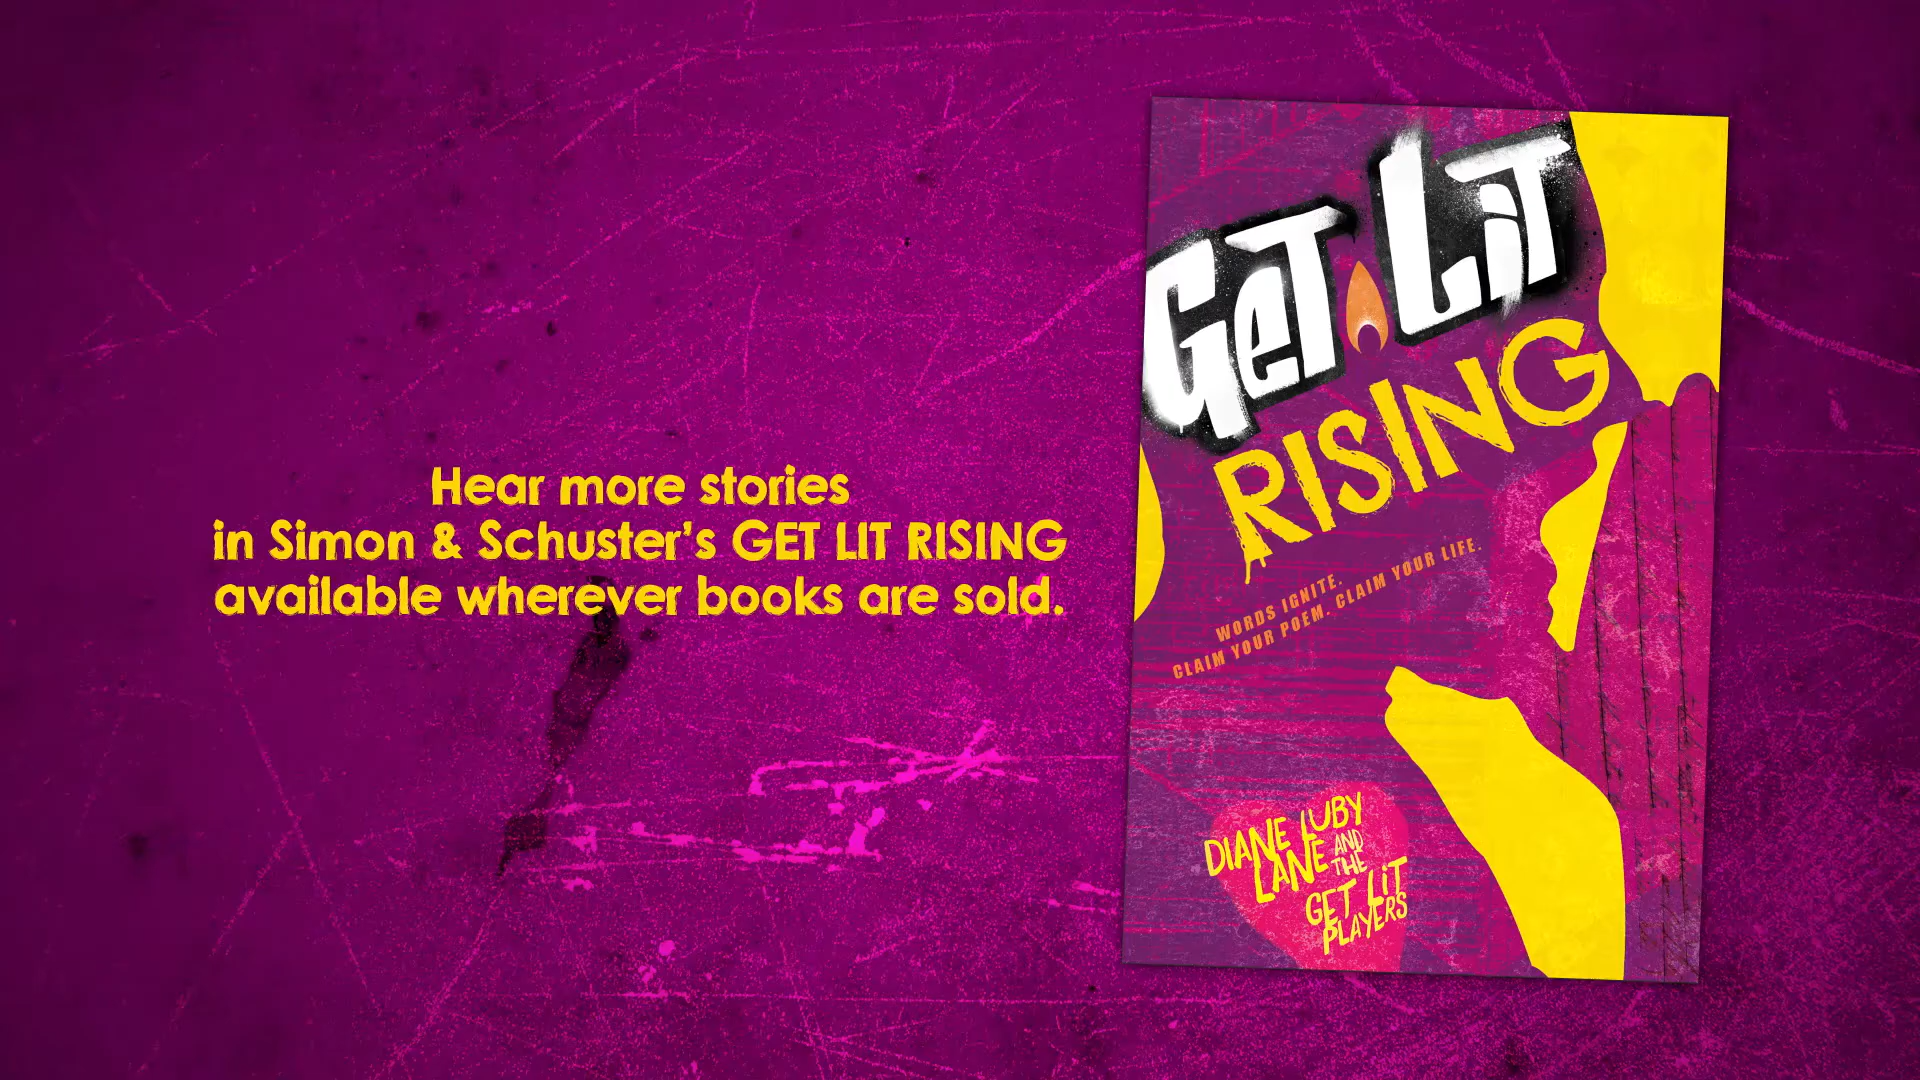 Hear more stories
in Simon & Schuster's GET LIT RISING
available wherever books are sold.
GeT LiT
RISING
WORDS IGNITE.
CLAIM YOUR POEM. CLAIM YOUR LIFE.
DIANE LUBY
LANE AND THE
GET LiT
PLAYERS